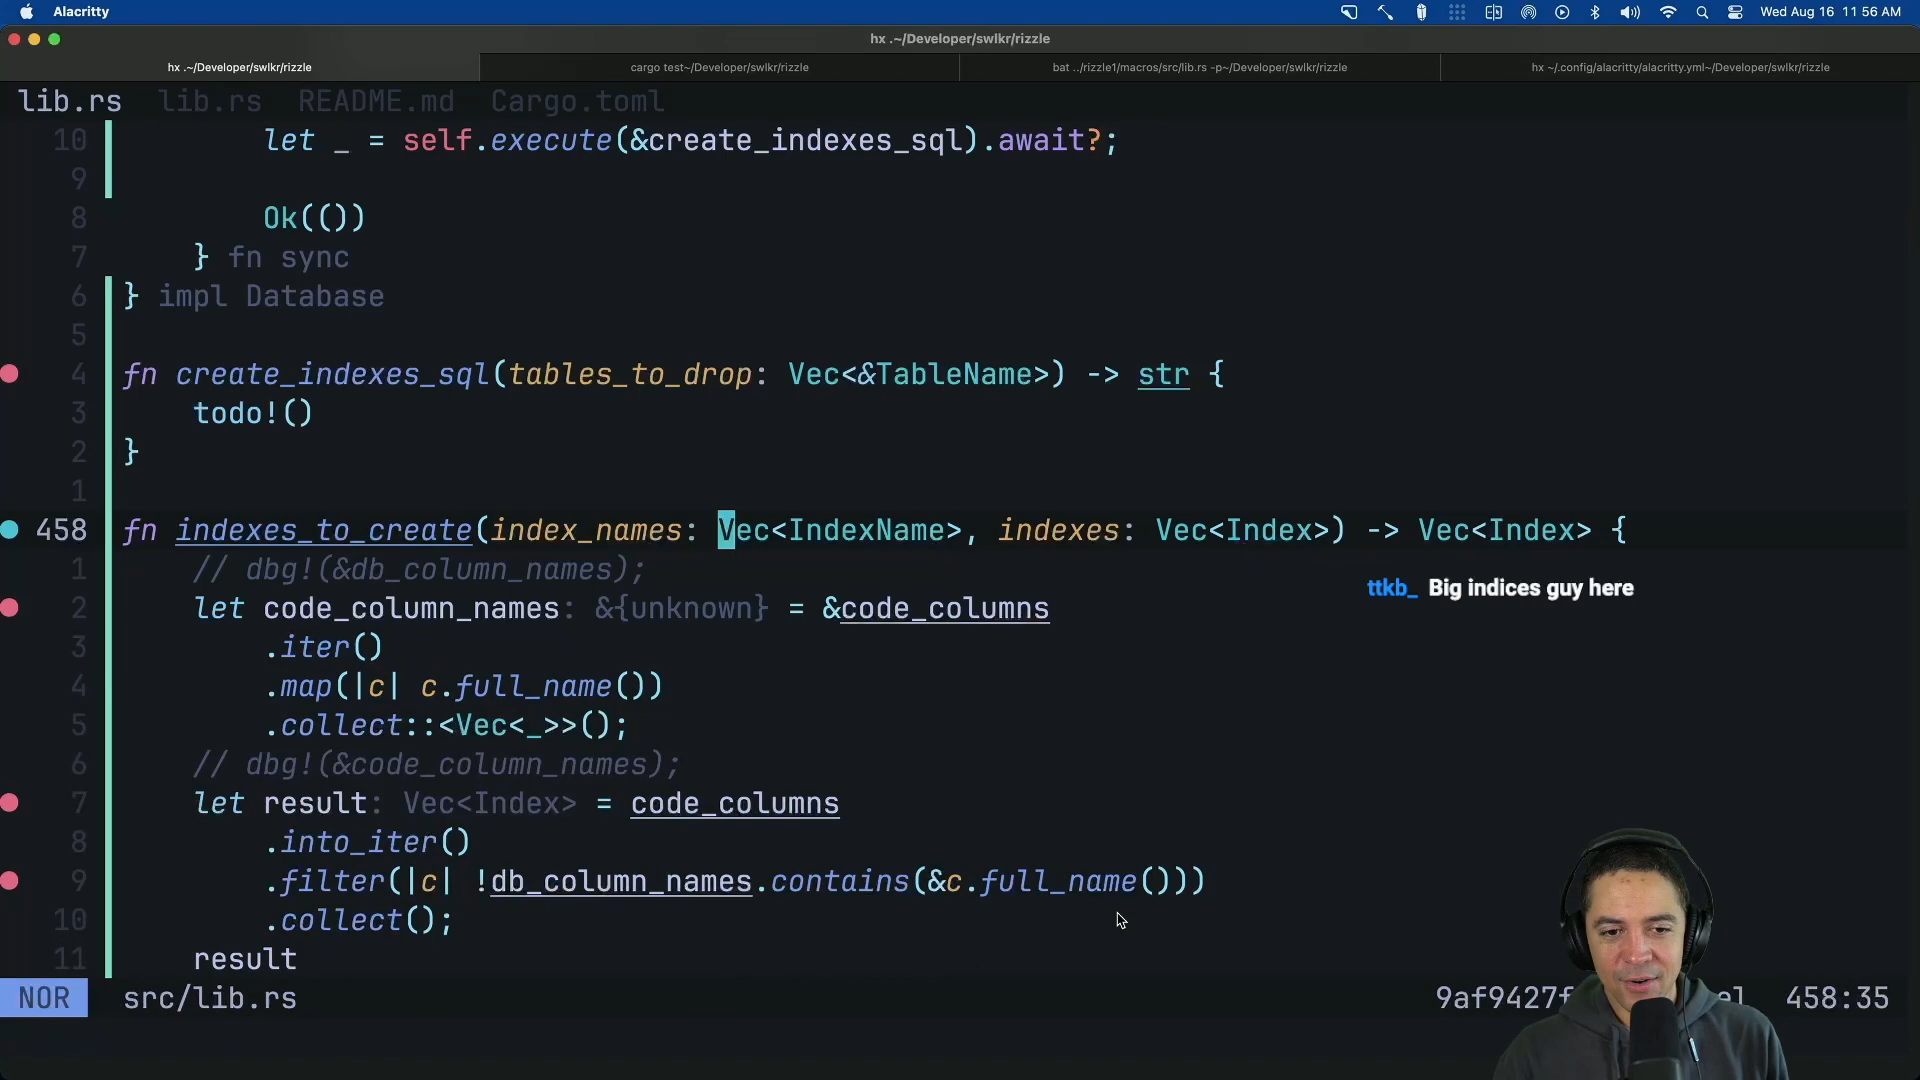 Alacritty
Wed Aug 16 11:56 AM
hx .~/Developer/swlkr/rizzle
hx .~/Developer/swlkr/rizzle
cargo test~/Developer/swlkr/rizzle
bat ../rizzle1/macros/src/lib.rs -p~/Developer/swlkr/rizzle
hx ~/.config/alacritty/alacritty.yml~/Developer/swlkr/rizzle
lib.rs lib.rs README.md Cargo.toml
10 let _ = self.execute(&create_indexes_sql).await?;
9
8 Ok(())
7 } fn sync
6 } impl Database
5
4 fn create_indexes_sql(tables_to_drop: Vec<&TableName>) -> str {
3 todo!()
2 }
1
458 fn indexes_to_create(index_names: Vec<IndexName>, indexes: Vec<Index>) -> Vec<Index> {
1 // dbg!(&db_column_names);
ttkb_ Big indices guy here
2 let code_column_names: &{unknown} = &code_columns
3 .iter()
4 .map(|c| c.full_name())
5 .collect::<Vec<_>>();
6 // dbg!(&code_column_names);
7 let result: Vec<Index> = code_columns
8 .into_iter()
9 .filter(|c| !db_column_names.contains(&c.full_name()))
10 .collect();
11 result
NOR src/lib.rs 458:35